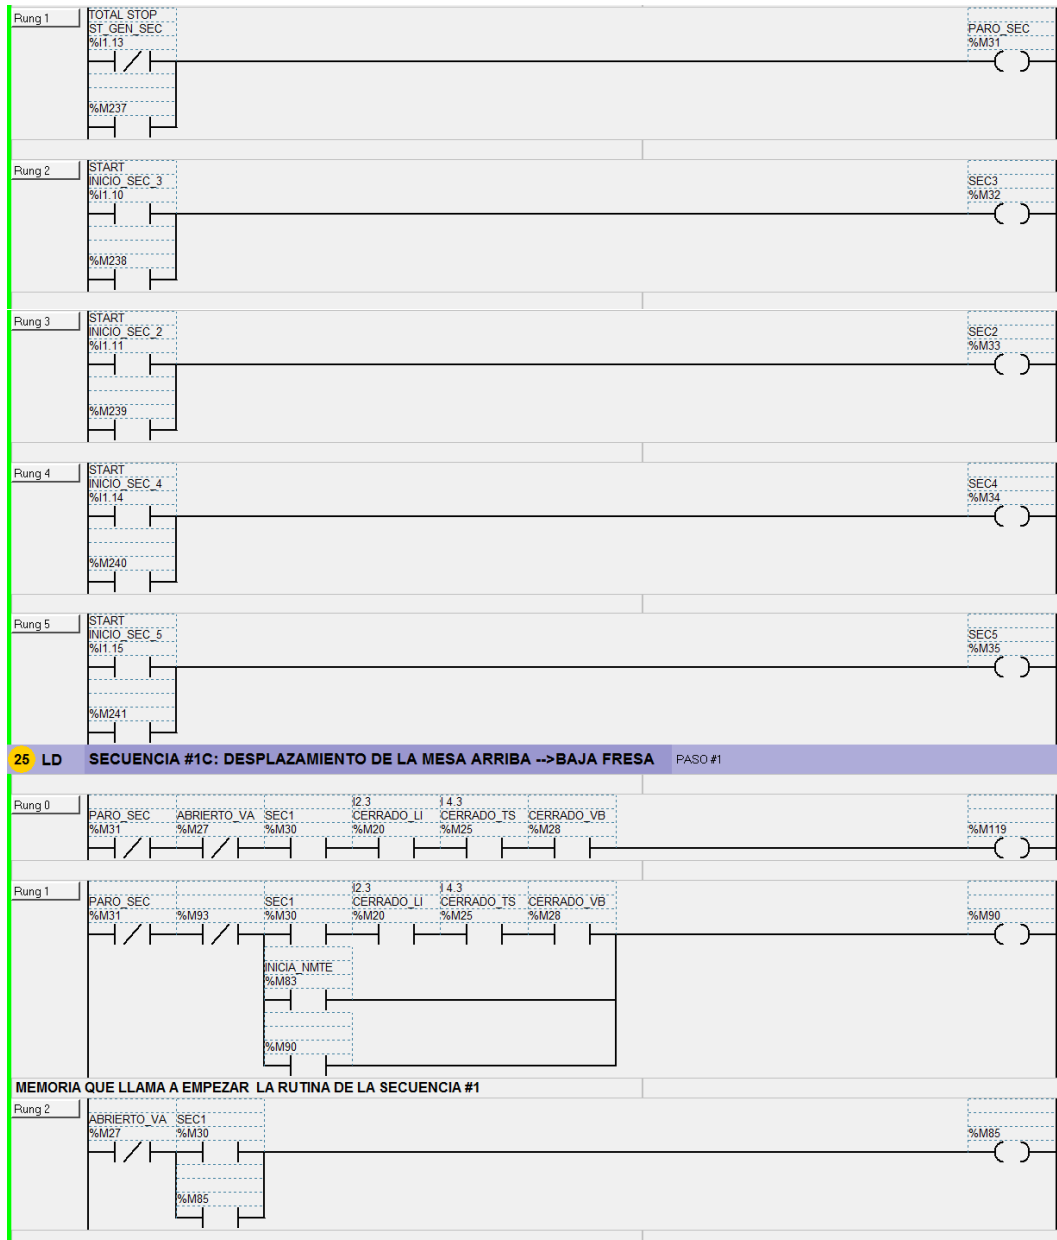 Rung 1
TOTAL STOP
ST_GEN_SEC
%I1.13
PARO_SEC
%M31
%M237
Rung 2
START
INICIO_SEC_3
%I1.10
SEC3
%M32
%M238
Rung 3
START
INICIO_SEC_2
%I1.11
SEC2
%M33
%M239
Rung 4
START
INICIO_SEC_4
%I1.14
SEC4
%M34
%M240
Rung 5
START
INICIO_SEC_5
%I1.15
SEC5
%M35
%M241
25 LD SECUENCIA #1C: DESPLAZAMIENTO DE LA MESA ARRIBA -->BAJA FRESA PASO #1
Rung 0
I2.3 I 4.3
PARO_SEC ABRIERTO_VA SEC1 CERRADO_LI CERRADO_TS CERRADO_VB
%M31 %M27 %M30 %M20 %M25 %M28 %M119
Rung 1
I2.3 I 4.3
PARO_SEC SEC1 CERRADO_LI CERRADO_TS CERRADO_VB
%M31 %M93 %M30 %M20 %M25 %M28 %M90
INICIA_NMTE
%M83
%M90
MEMORIA QUE LLAMA A EMPEZAR LA RUTINA DE LA SECUENCIA #1
Rung 2
ABRIERTO_VA SEC1
%M27 %M30 %M85
%M85